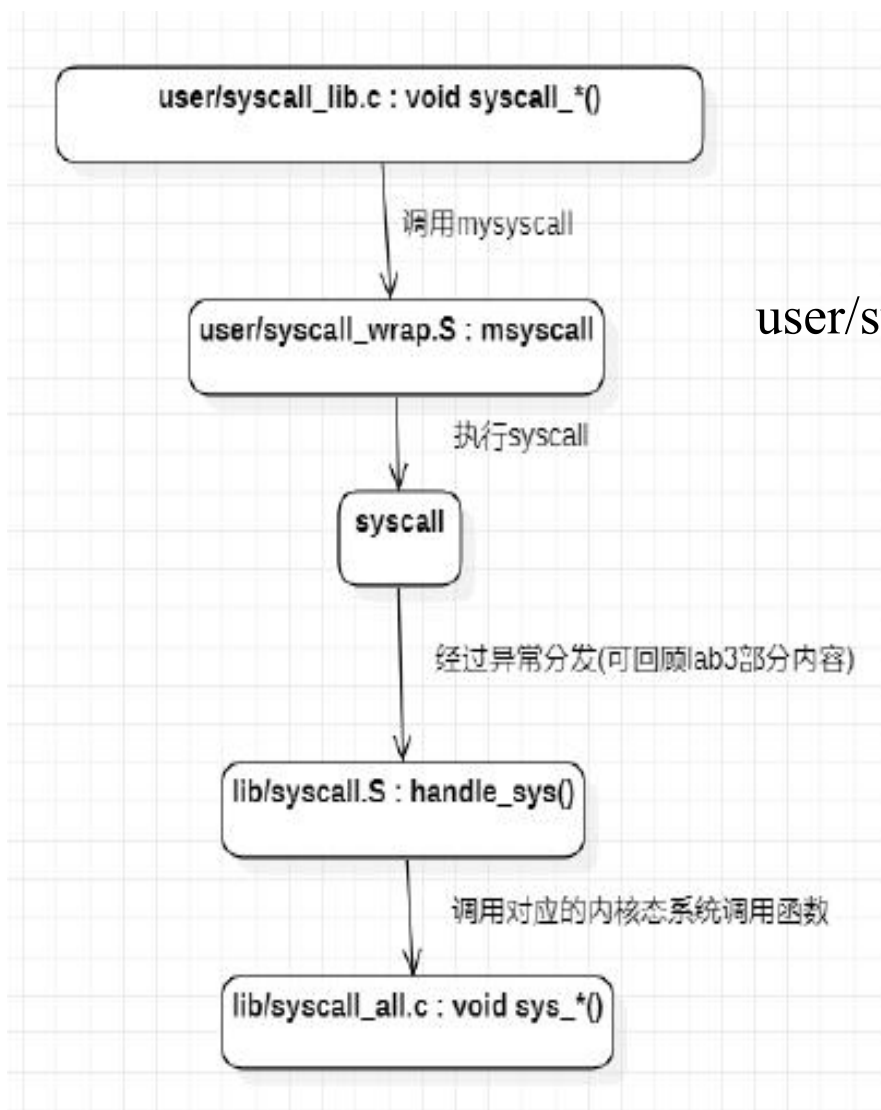 user/syscall_lib.c : void syscall_*()
调用mysyscall
user/syscall_wrap.S : msyscall
user/s
执行syscall
syscall
经过异常分发(可回顾lab3部分内容)
lib/syscall.S : handle_sys()
调用对应的内核态系统调用函数
lib/syscall_all.c : void sys_*()